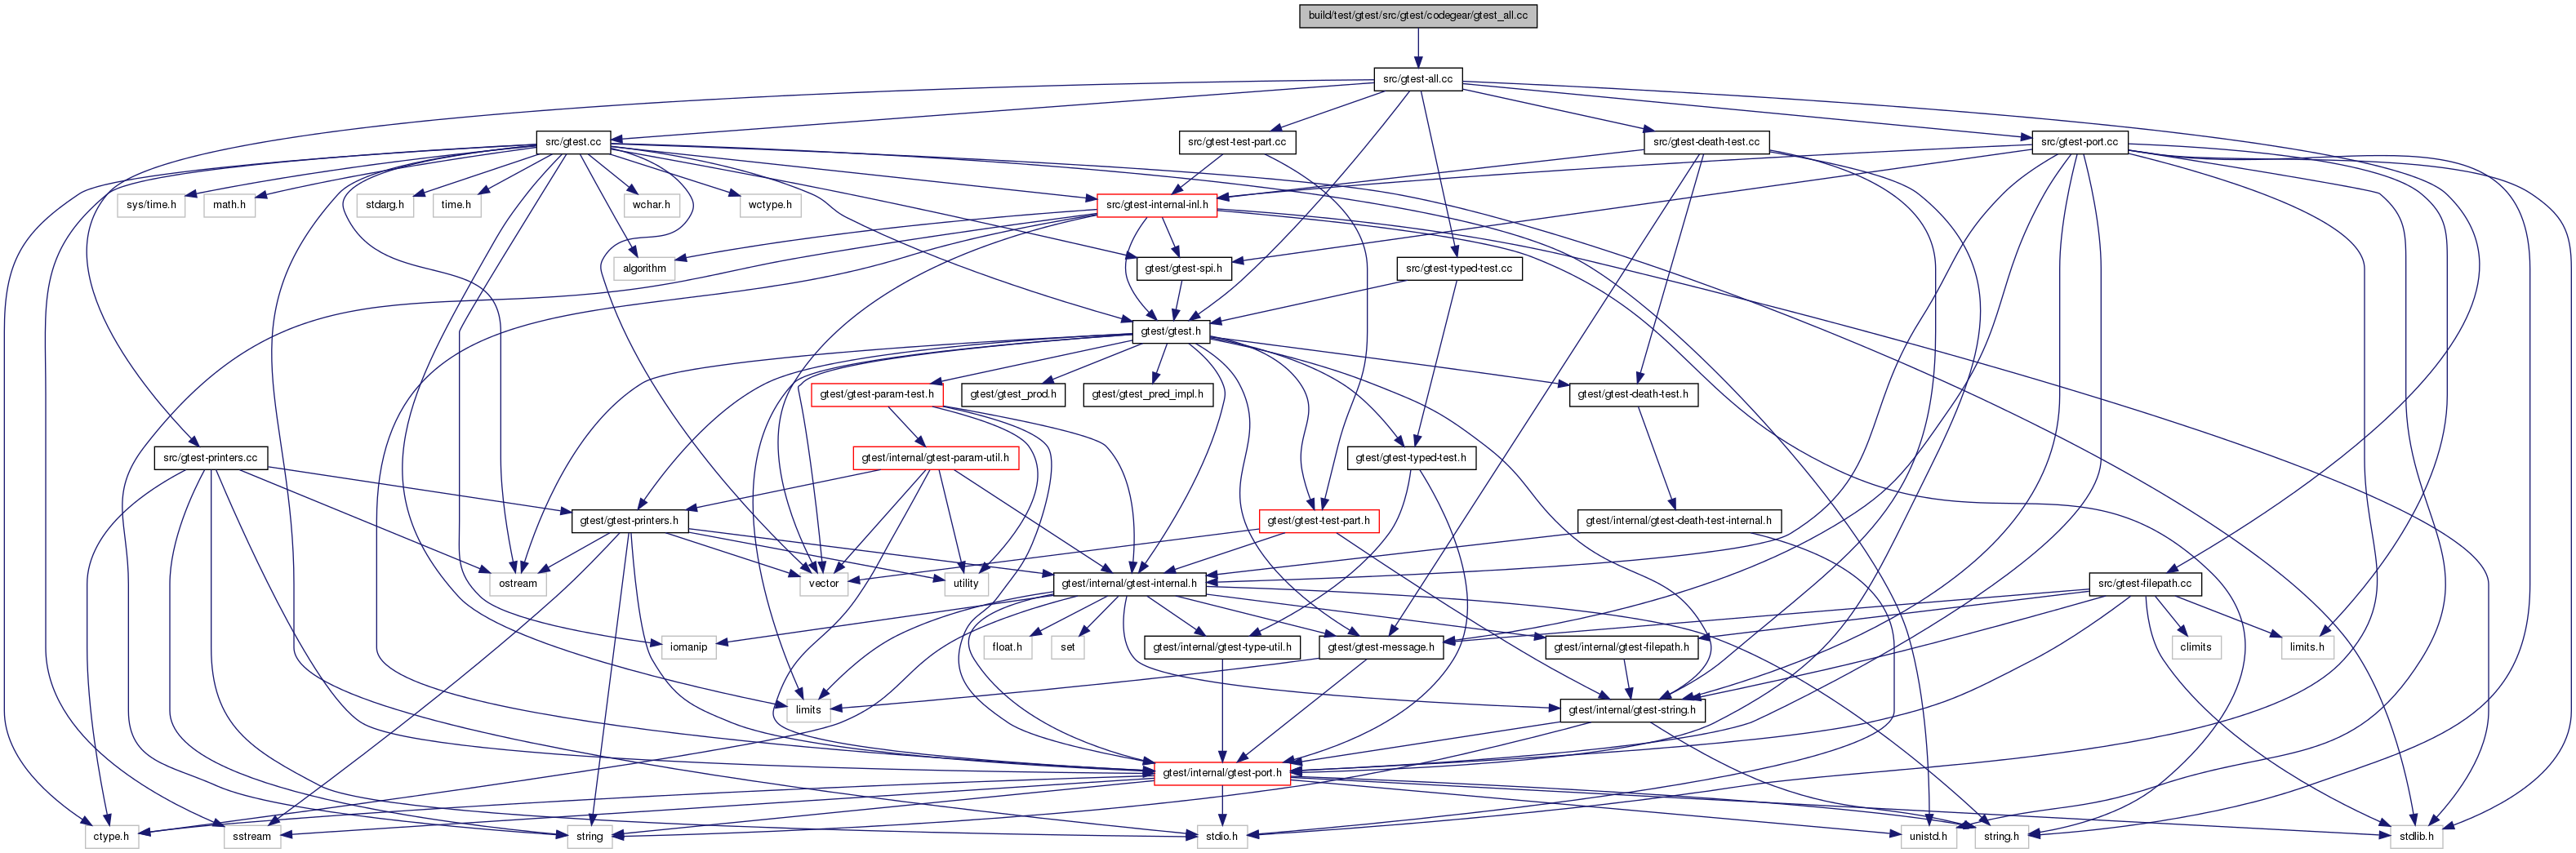 build/test/gtest/src/gtest/codegear/gtest_all.cc
src/gtest-all.cc
src/gtest.cc
src/gtest-test-part.cc
src/gtest-death-test.cc
src/gtest-port.cc
sys/time.h
math.h
stdarg.h
time.h
wchar.h
wctype.h
src/gtest-internal-inl.h
algorithm
gtest/gtest-spi.h
src/gtest-typed-test.cc
gtest/gtest.h
gtest/gtest-param-test.h
gtest/gtest_prod.h
gtest/gtest_pred_impl.h
gtest/gtest-death-test.h
src/gtest-printers.cc
gtest/internal/gtest-param-util.h
gtest/gtest-typed-test.h
gtest/gtest-printers.h
gtest/gtest-test-part.h
gtest/internal/gtest-death-test-internal.h
ostream
vector
utility
gtest/internal/gtest-internal.h
src/gtest-filepath.cc
iomanip
float.h
set
gtest/internal/gtest-type-util.h
gtest/gtest-message.h
gtest/internal/gtest-filepath.h
climits
limits.h
limits
gtest/internal/gtest-string.h
gtest/internal/gtest-port.h
ctype.h
sstream
string
stdio.h
unistd.h
string.h
stdlib.h